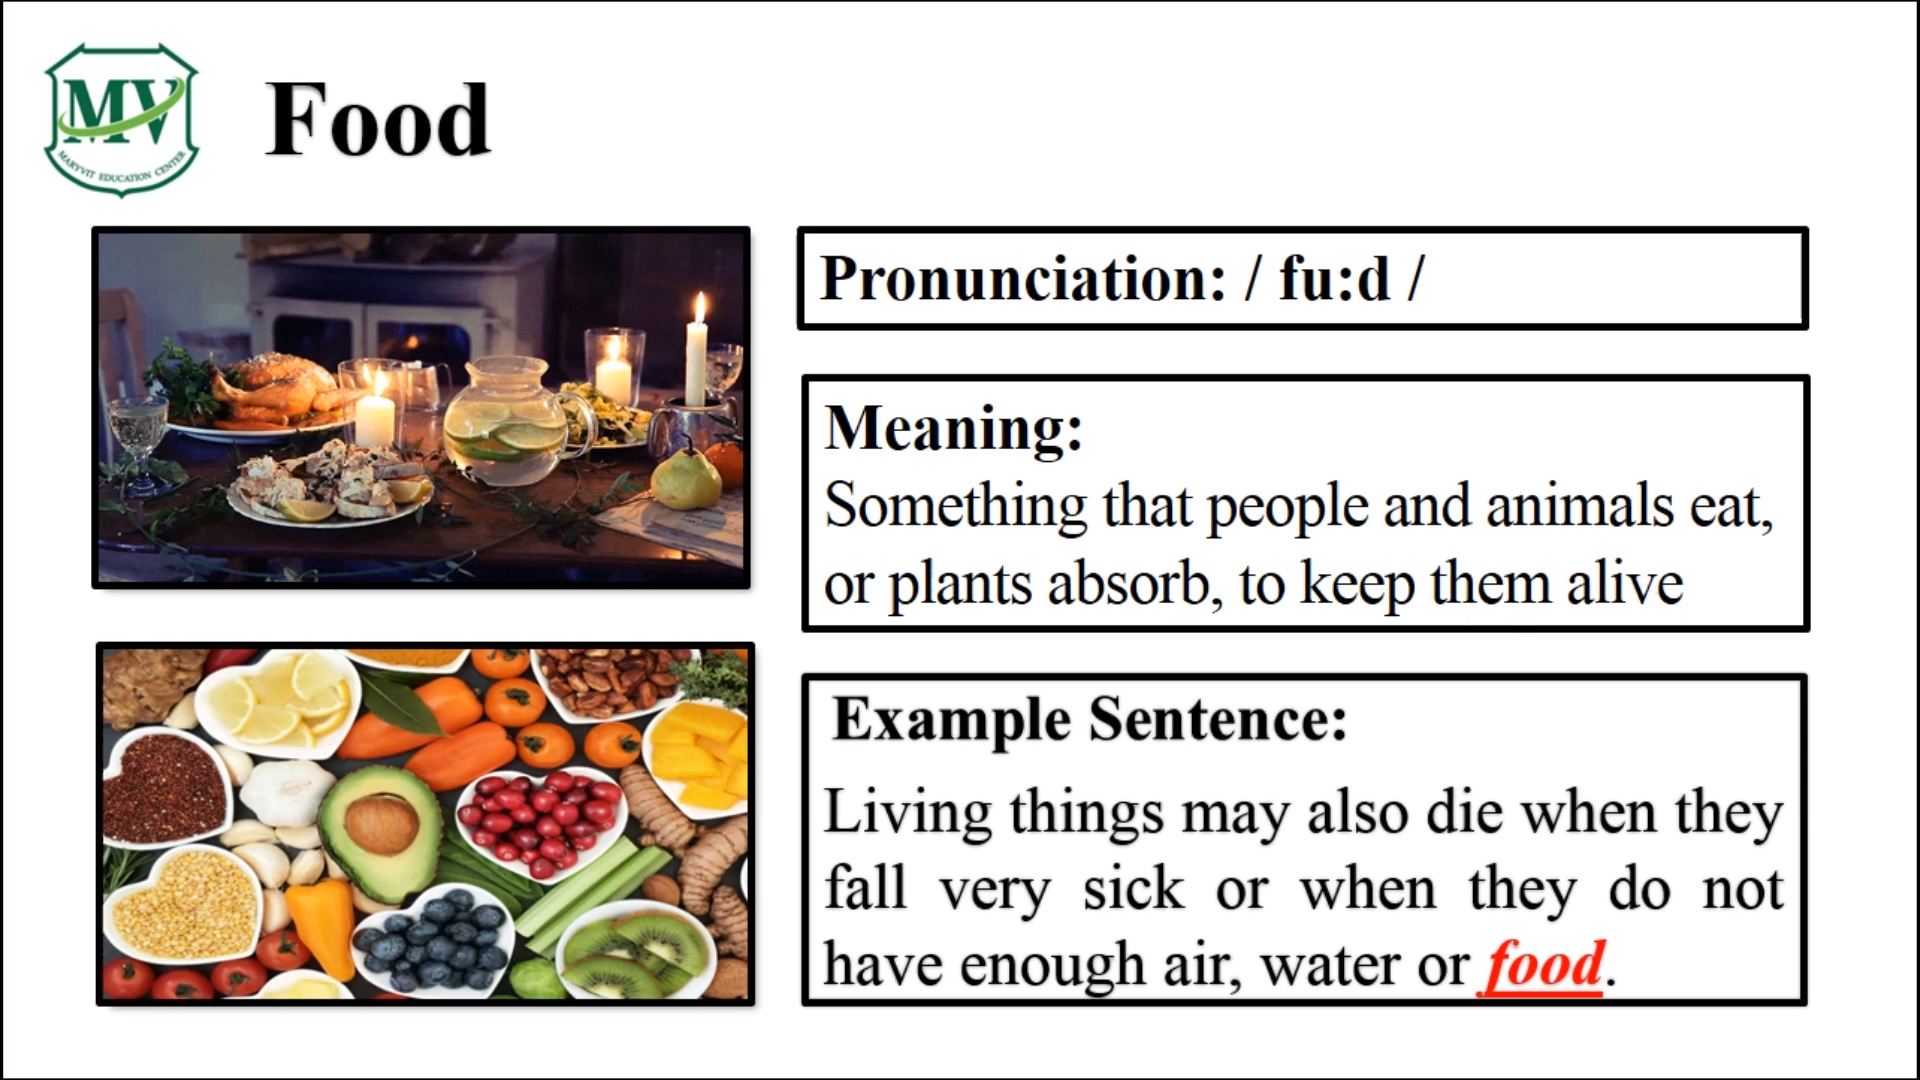 MV
MARYVIT EDUCATION CENTER
Food
Pronunciation: / fu:d /
Meaning:
Something that people and animals eat,
or plants absorb, to keep them alive
Example Sentence:
Living things may also die when they
fall very sick or when they do not
have enough air, water or food.